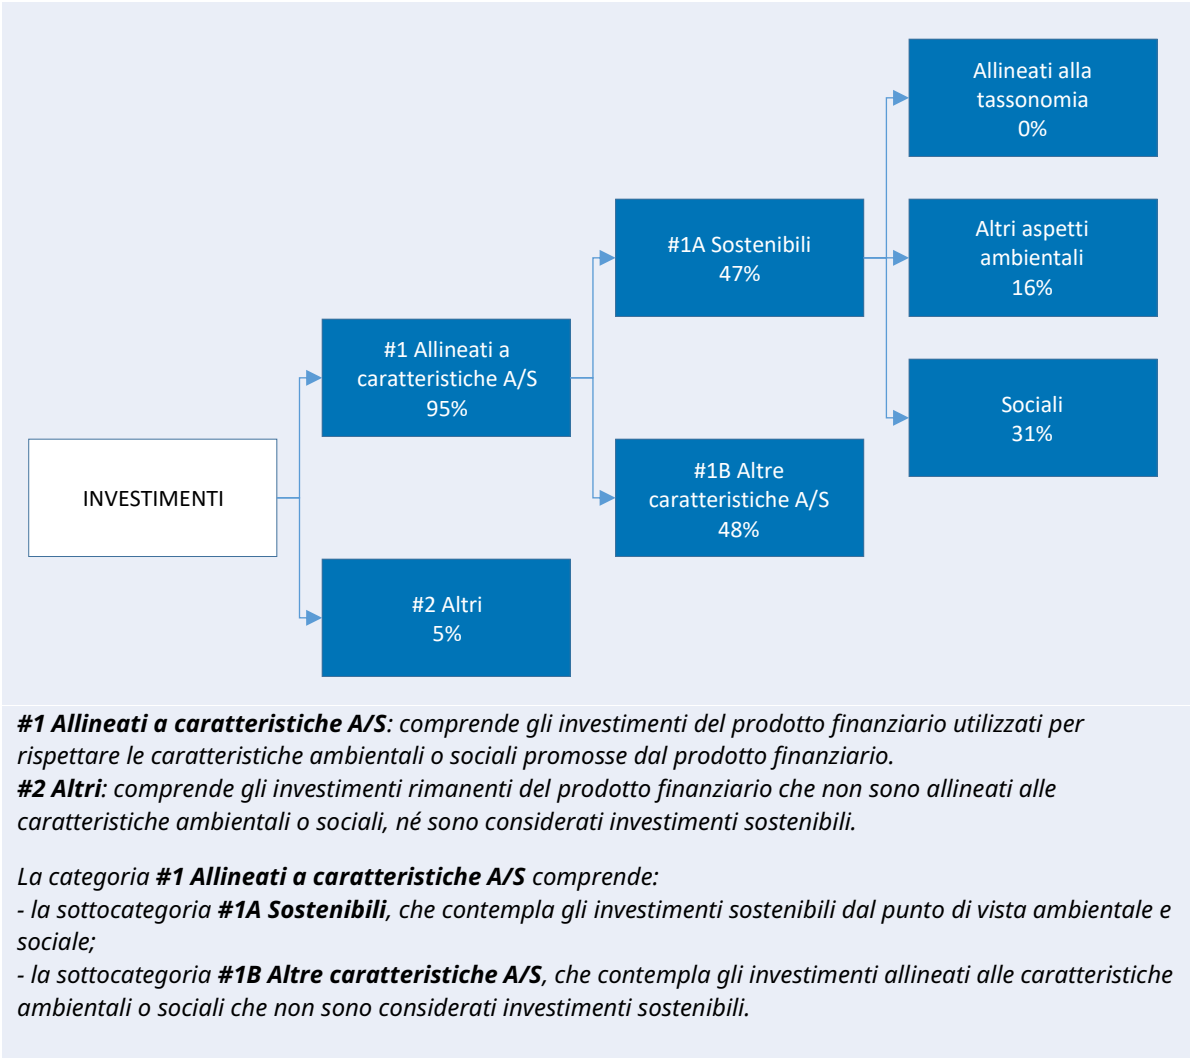 Allineati alla
tassonomia
0%
#1A Sostenibili
47%
Altri aspetti
ambientali
16%
#1 Allineati a
caratteristiche A/S
95%
Sociali
31%
INVESTIMENTI
#1B Altre
caratteristiche A/S
48%
#2 Altri
5%
#1 Allineati a caratteristiche A/S: comprende gli investimenti del prodotto finanziario utilizzati per
rispettare le caratteristiche ambientali o sociali promosse dal prodotto finanziario.
#2 Altri: comprende gli investimenti rimanenti del prodotto finanziario che non sono allineati alle
caratteristiche ambientali o sociali, né sono considerati investimenti sostenibili.
La categoria #1 Allineati a caratteristiche A/S comprende:
- la sottocategoria #1A Sostenibili, che contempla gli investimenti sostenibili dal punto di vista ambientale e
sociale;
- la sottocategoria #1B Altre caratteristiche A/S, che contempla gli investimenti allineati alle caratteristiche
ambientali o sociali che non sono considerati investimenti sostenibili.